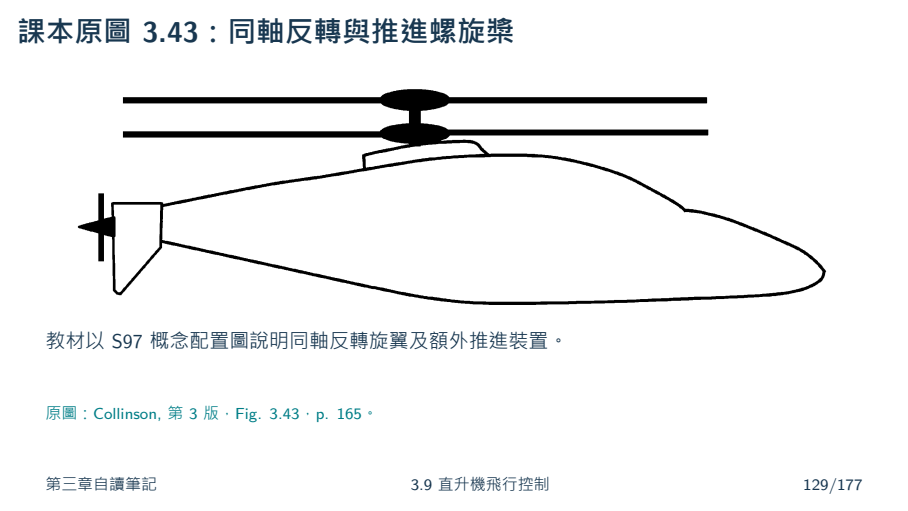 課本原圖 3.43：同軸反轉與推進螺旋槳
教材以 S97 概念配置圖說明同軸反轉旋翼及額外推進裝置。
原圖：Collinson, 第 3 版，Fig. 3.43，p. 165。
第三章自讀筆記
3.9 直升機飛行控制
129/177